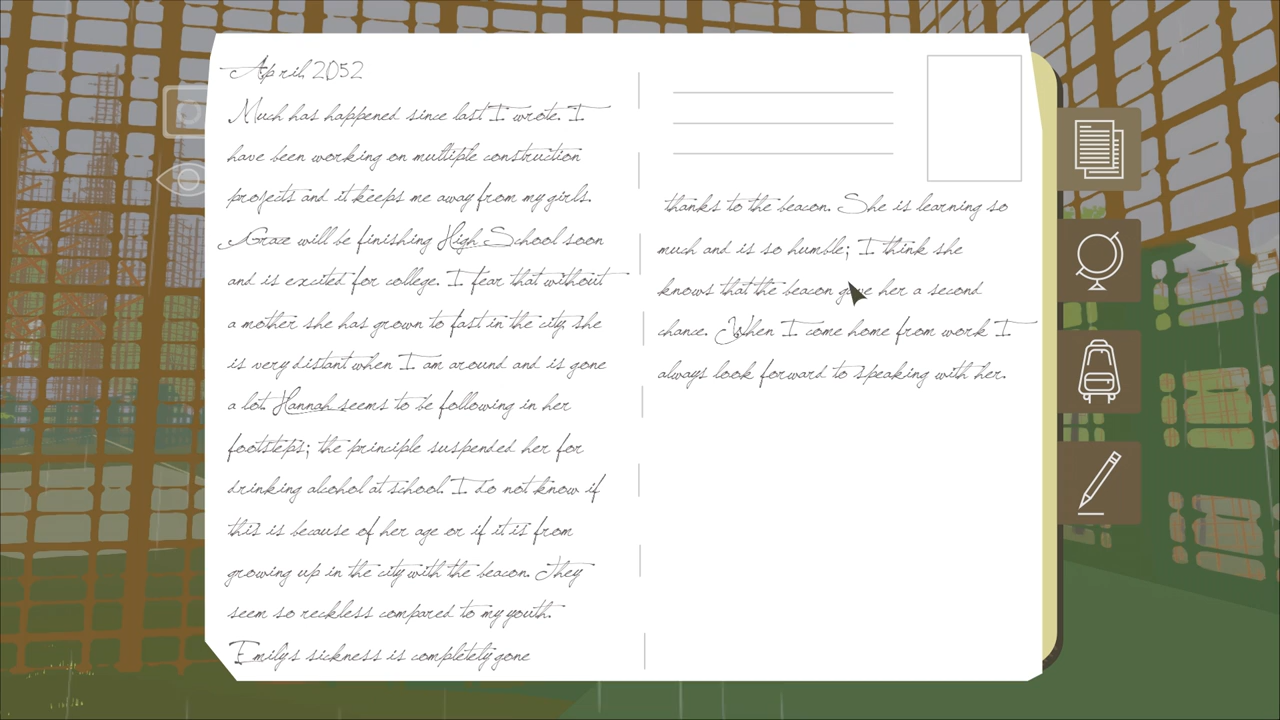 April 2052
Much has happened since last I wrote. I
have been working on multiple construction
projects and it keeps me away from my girls.
Grace will be finishing High School soon
and is excited for college. I fear that without
a mother she has grown to fast in the city. She
is very distant when I am around and is gone
a lot. Hannah seems to be following in her
footsteps; the principle suspended her for
drinking alcohol at school. I do not know if
this is because of her age or if it is from
growing up in the city with the beacon. They
seem so reckless compared to my youth.
Emilys sickness is completely gone
thanks to the beacon. She is learning so
much and is so humble; I think she
knows that the beacon gave her a second
chance. When I come home from work I
always look forward to speaking with her.